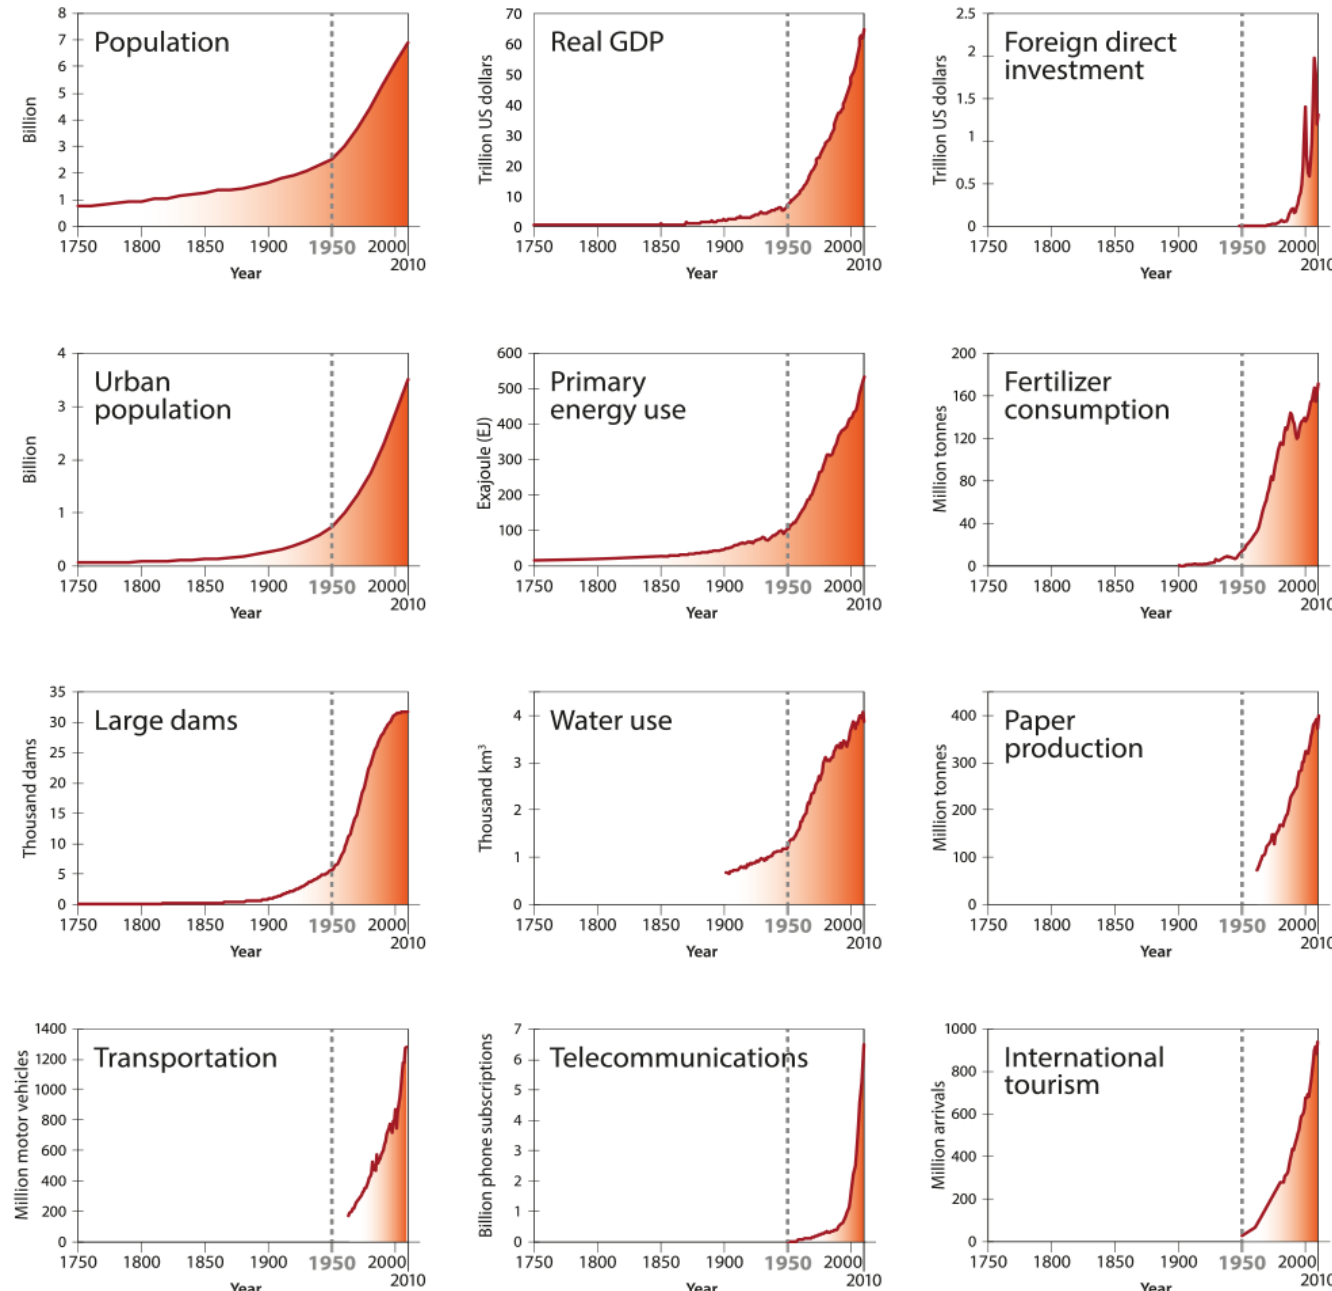 Population
Billion
8
7
6
5
4
3
2
1
0
1750 1800 1850 1900 1950 2000
2010
Year
Real GDP
Trillion US dollars
70
60
50
40
30
20
10
0
1750 1800 1850 1900 1950 2000
2010
Year
Foreign direct
investment
Trillion US dollars
2.5
2
1.5
1
0.5
0
1750 1800 1850 1900 1950 2000
2010
Year
Urban
population
Billion
4
3
2
1
0
1750 1800 1850 1900 1950 2000
2010
Year
Primary
energy use
Exajoule (EJ)
600
500
400
300
200
100
0
1750 1800 1850 1900 1950 2000
2010
Year
Fertilizer
consumption
Million tonnes
200
160
120
80
40
0
1750 1800 1850 1900 1950 2000
2010
Year
Large dams
Thousand dams
35
30
25
20
15
10
5
0
1750 1800 1850 1900 1950 2000
2010
Year
Water use
Thousand km³
4
3
2
1
0
1750 1800 1850 1900 1950 2000
2010
Year
Paper
production
Million tonnes
400
300
200
100
0
1750 1800 1850 1900 1950 2000
2010
Year
Transportation
Million motor vehicles
1400
1200
1000
800
600
400
200
0
1750 1800 1850 1900 1950 2000
2010
Year
Telecommunications
Billion phone subscriptions
7
6
5
4
3
2
1
0
1750 1800 1850 1900 1950 2000
2010
Year
International
tourism
Million arrivals
1000
800
600
400
200
0
1750 1800 1850 1900 1950 2000
2010
Year